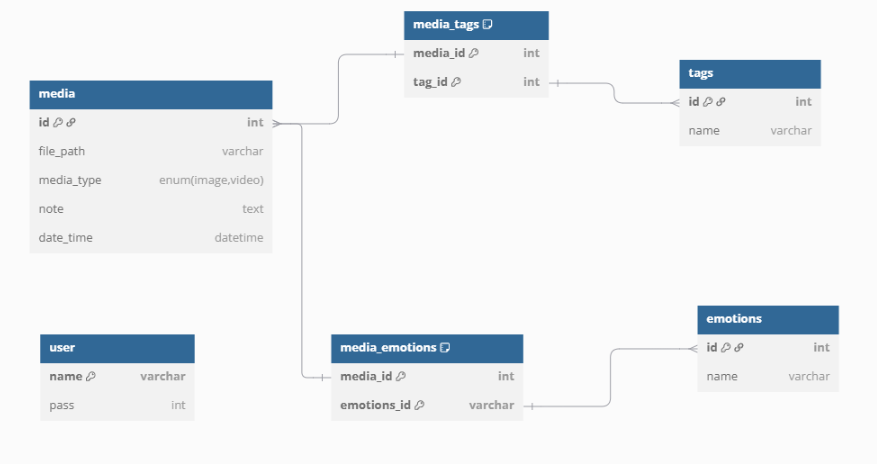 media_tags
media_id int
tag_id int
tags
id int
name varchar
media
id int
file_path varchar
media_type enum(image,video)
note text
date_time datetime
emotions
id int
name varchar
user
name varchar
pass int
media_emotions
media_id int
emotions_id varchar